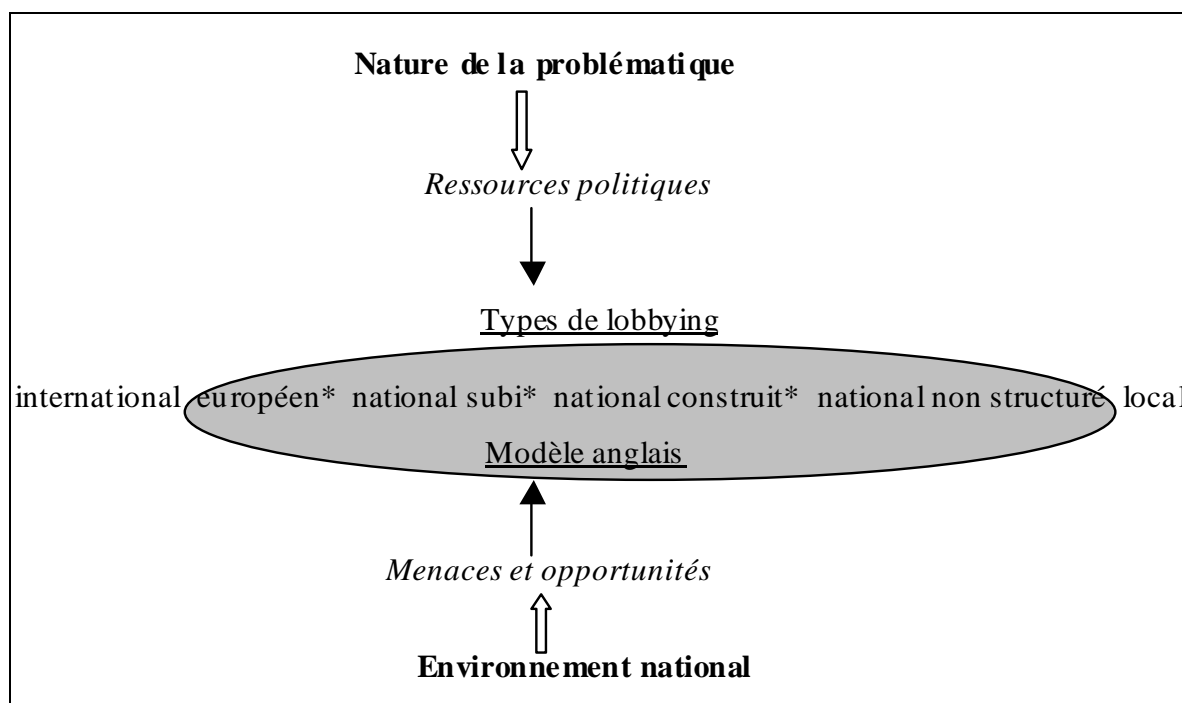 Nature de la problématique
Ressources politiques
Types de lobbying
international européen* national subi* national construit* national non structuré local
Modèle anglais
Menaces et opportunités
Environnement national